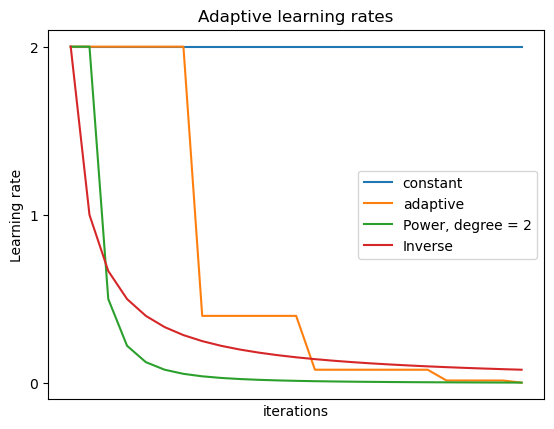 Adaptive learning rates
2
1
0
Learning rate
constant
adaptive
Power, degree = 2
Inverse
iterations